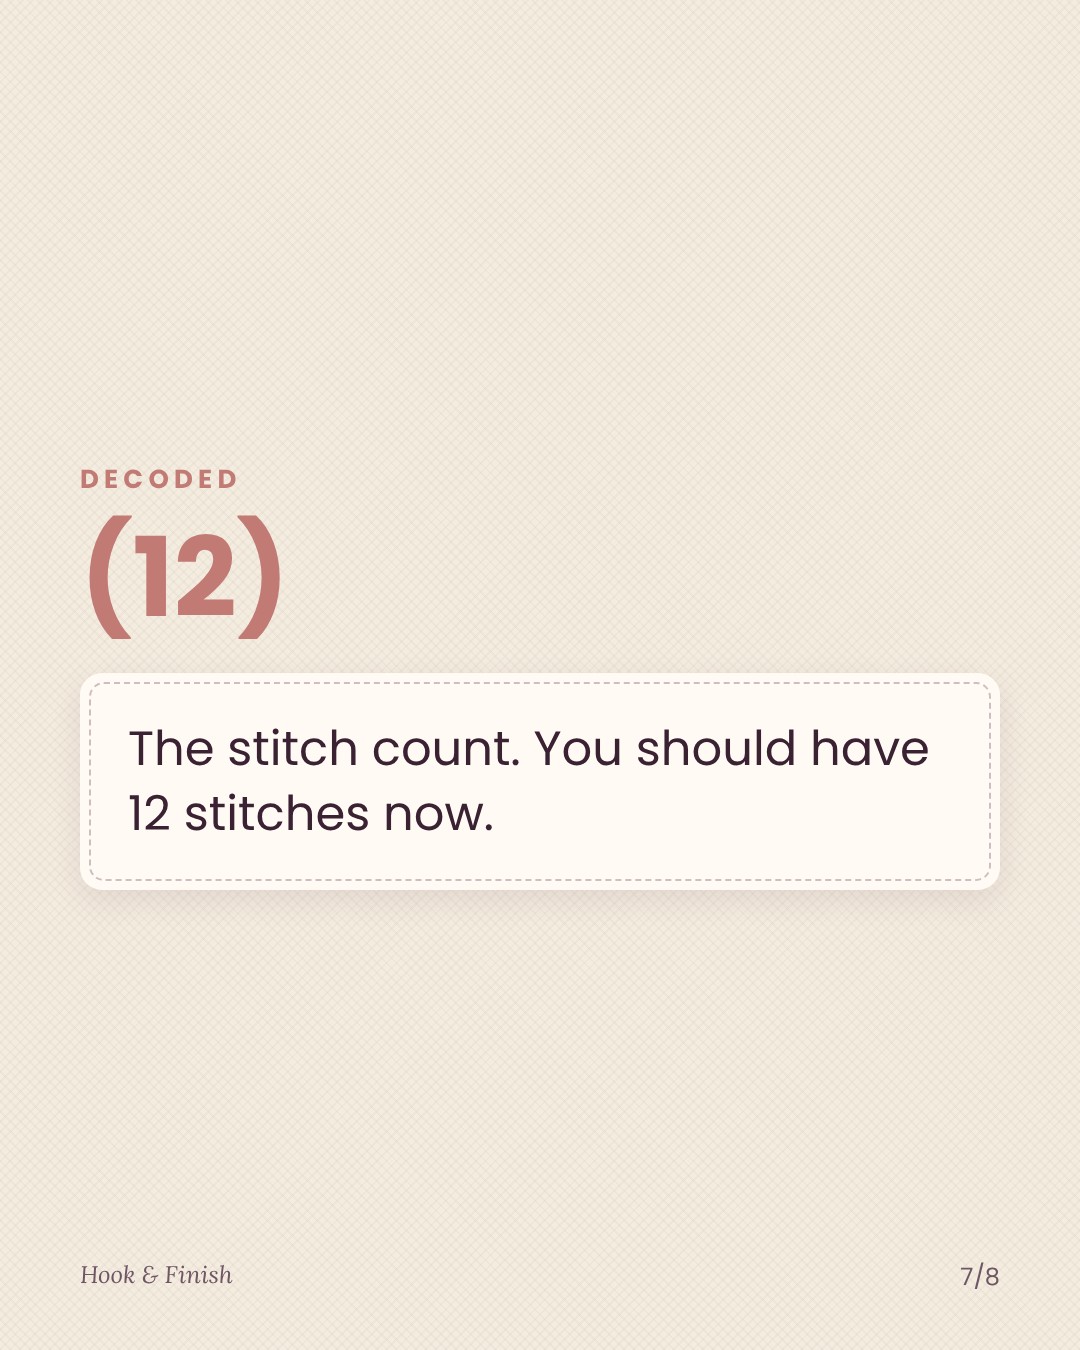 DECODED
(12)
The stitch count. You should have
12 stitches now.
Hook & Finish
7/8